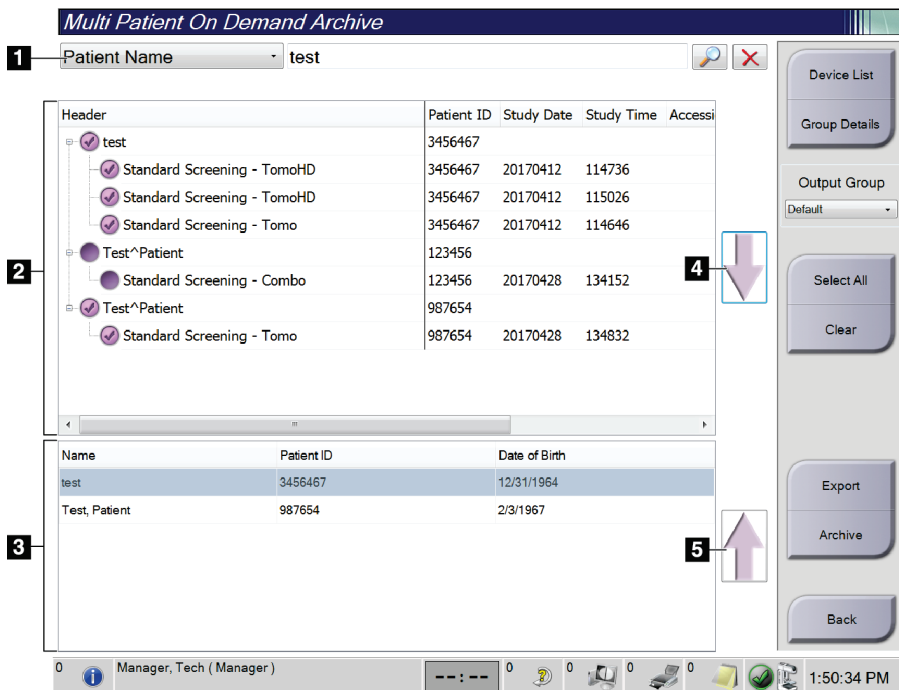 Multi Patient On Demand Archive
1 Patient Name test
Device List
Group Details
Output Group
Default
Select All
Clear
Export
Archive
Back
2
Header Patient ID Study Date Study Time Accessi
test 3456467
Standard Screening - TomoHD 3456467 20170412 114736
Standard Screening - TomoHD 3456467 20170412 115026
Standard Screening - Tomo 3456467 20170412 114646
Test^Patient 123456
Standard Screening - Combo 123456 20170428 134152
Test^Patient 987654
Standard Screening - Tomo 987654 20170428 134832
4
3
Name Patient ID Date of Birth
test 3456467 12/31/1964
Test, Patient 987654 2/3/1967
5
0 Manager, Tech ( Manager ) --:-- 0 0 0 0 1:50:34 PM